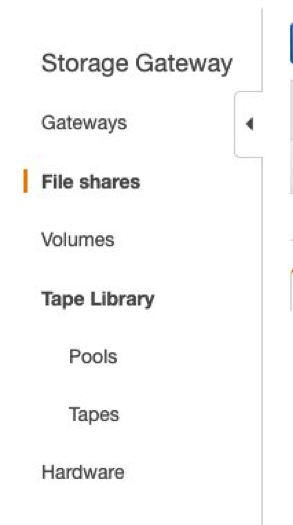 Storage Gateway
Gateways
File shares
Volumes
Tape Library
Pools
Tapes
Hardware